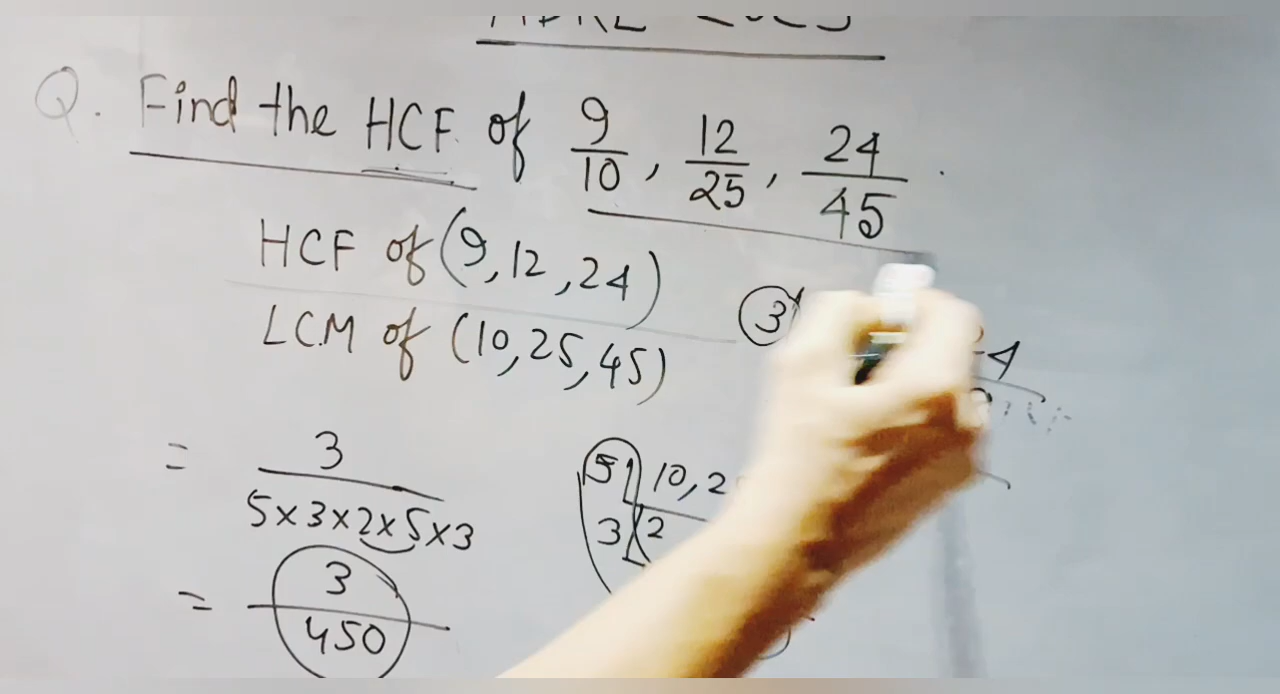 Q. Find the HCF of 9/10, 12/25, 24/45.
HCF of (9,12,24)
LCM of (10,25,45)
3
= 3/5×3×2×5×3
5 10, 2
3 2
= 3/450